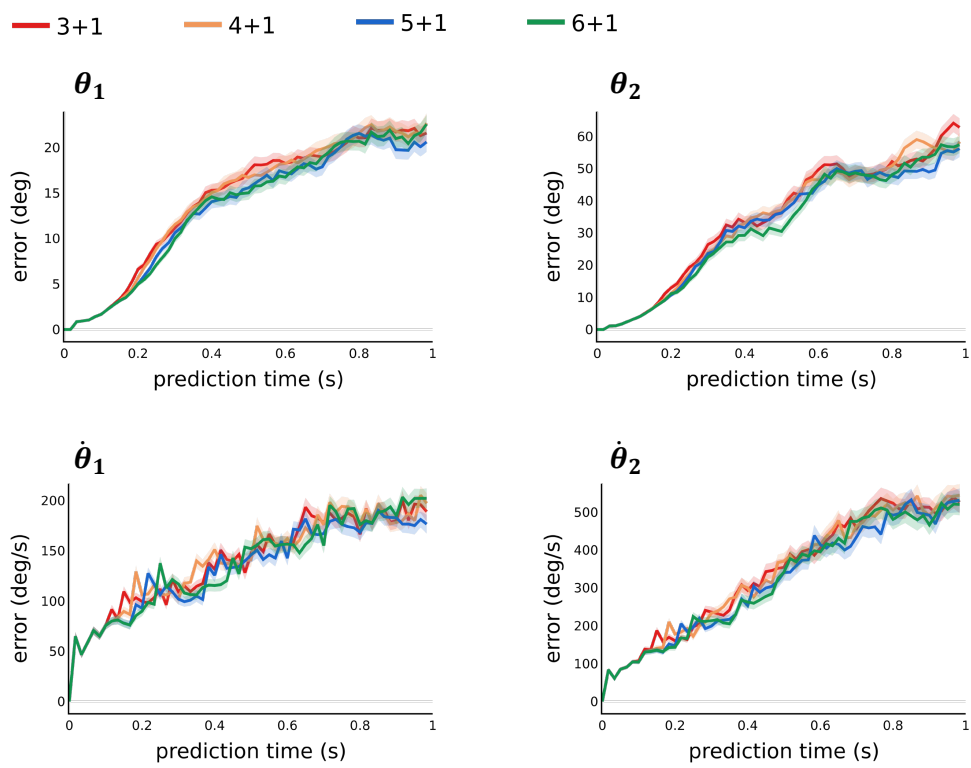 3+1 4+1 5+1 6+1
θ1 θ2
error (deg)
20
15
10
5
0
0 0.2 0.4 0.6 0.8 1
prediction time (s)
error (deg)
60
50
40
30
20
10
0
0 0.2 0.4 0.6 0.8 1
prediction time (s)
θ̇1 θ̇2
error (deg/s)
200
150
100
50
0
0 0.2 0.4 0.6 0.8 1
prediction time (s)
error (deg/s)
500
400
300
200
100
0
0 0.2 0.4 0.6 0.8 1
prediction time (s)